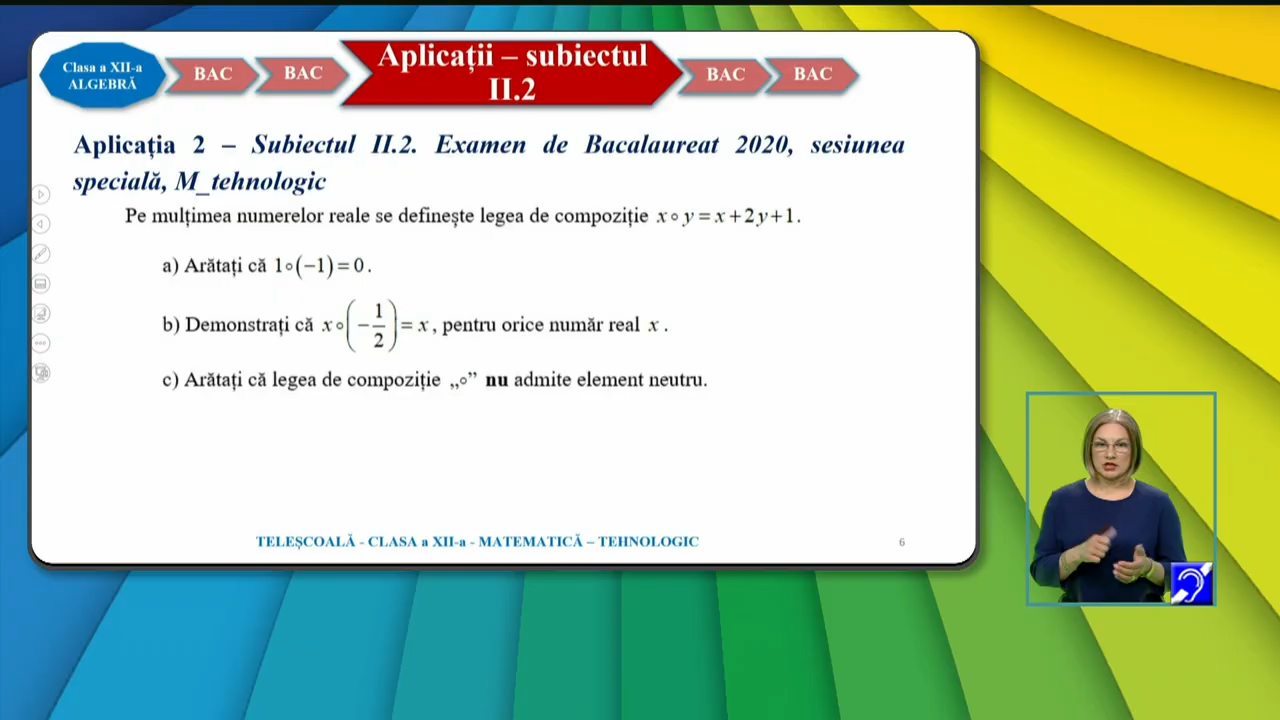 Clasa a XII-a
ALGEBRĂ
BAC
BAC
Aplicații – subiectul
II.2
BAC
BAC
Aplicația 2 – Subiectul II.2. Examen de Bacalaureat 2020, sesiunea
specială, M_tehnologic
Pe mulțimea numerelor reale se definește legea de compoziție x∘y=x+2y+1.
a) Arătați că 1∘(−1)=0.
b) Demonstrați că x∘(−1/2)=x, pentru orice număr real x.
c) Arătați că legea de compoziție „∘” nu admite element neutru.
TELEȘCOALĂ - CLASA a XII-a - MATEMATICĂ – TEHNOLOGIC
6